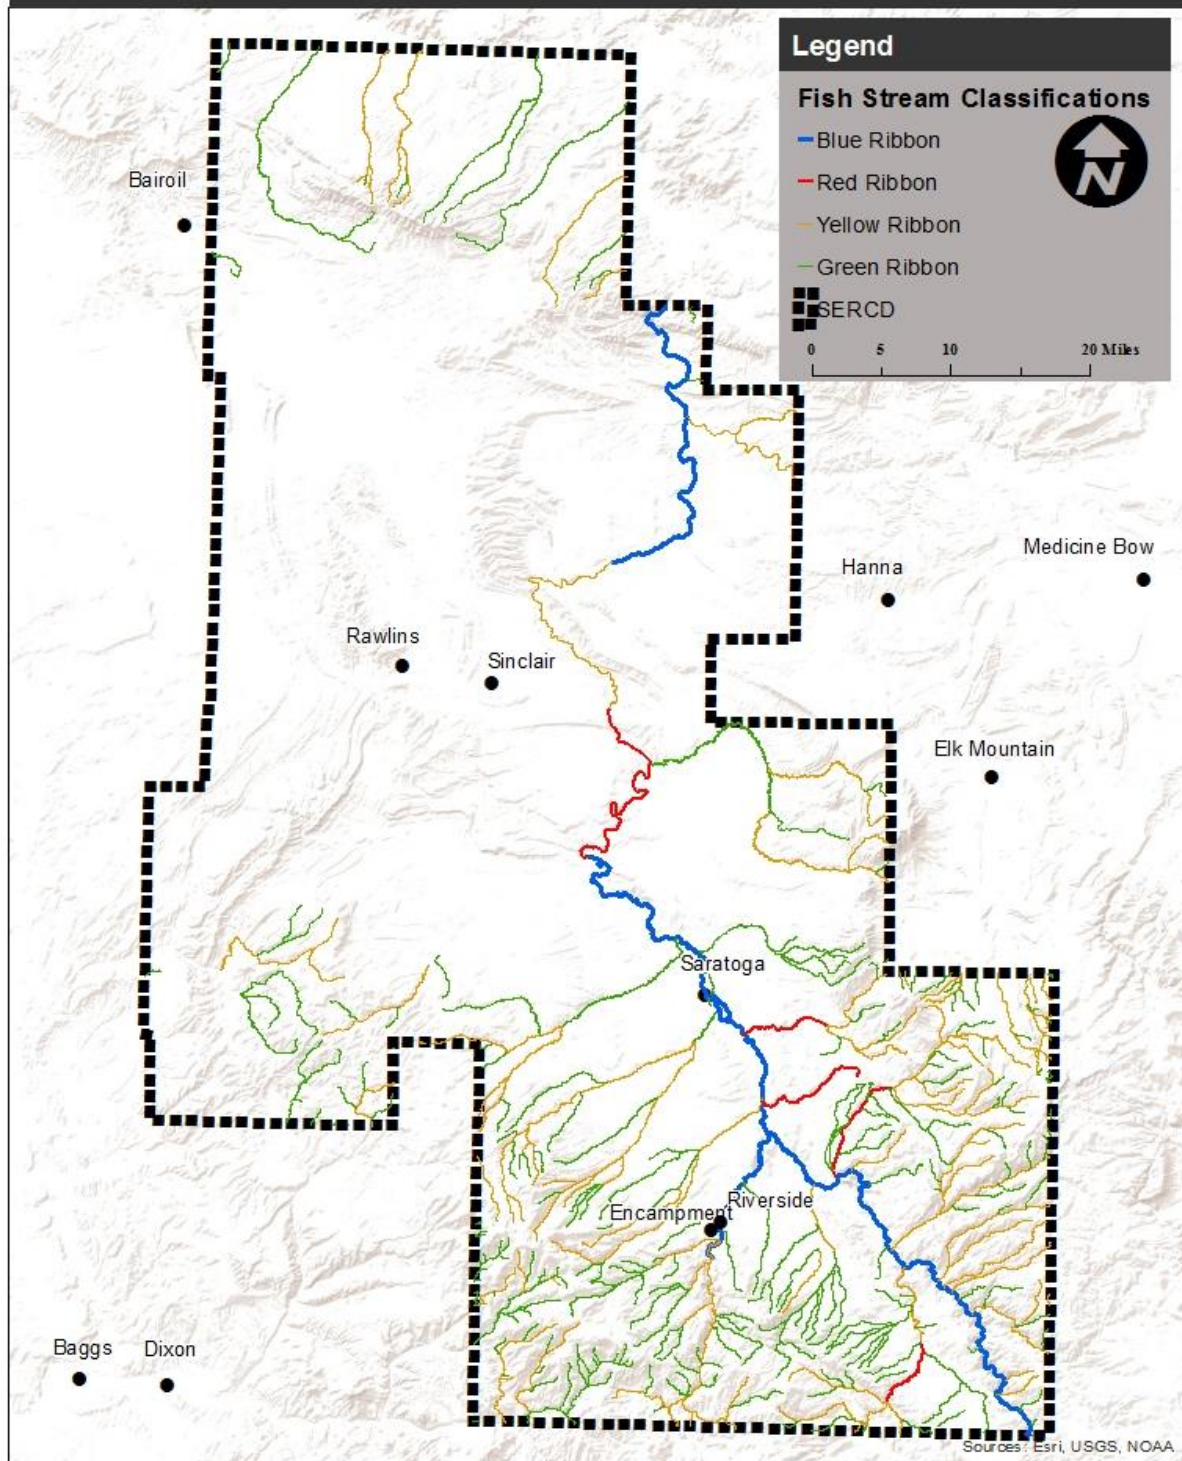 Legend
Fish Stream Classifications
Blue Ribbon
Red Ribbon
Yellow Ribbon
Green Ribbon
SERCD
N
0 5 10 20 Miles
Bairoil
Medicine Bow
Hanna
Rawlins
Sinclair
Elk Mountain
Saratoga
Riverside
Encampment
Baggs
Dixon
Sources: Esri, USGS, NOAA